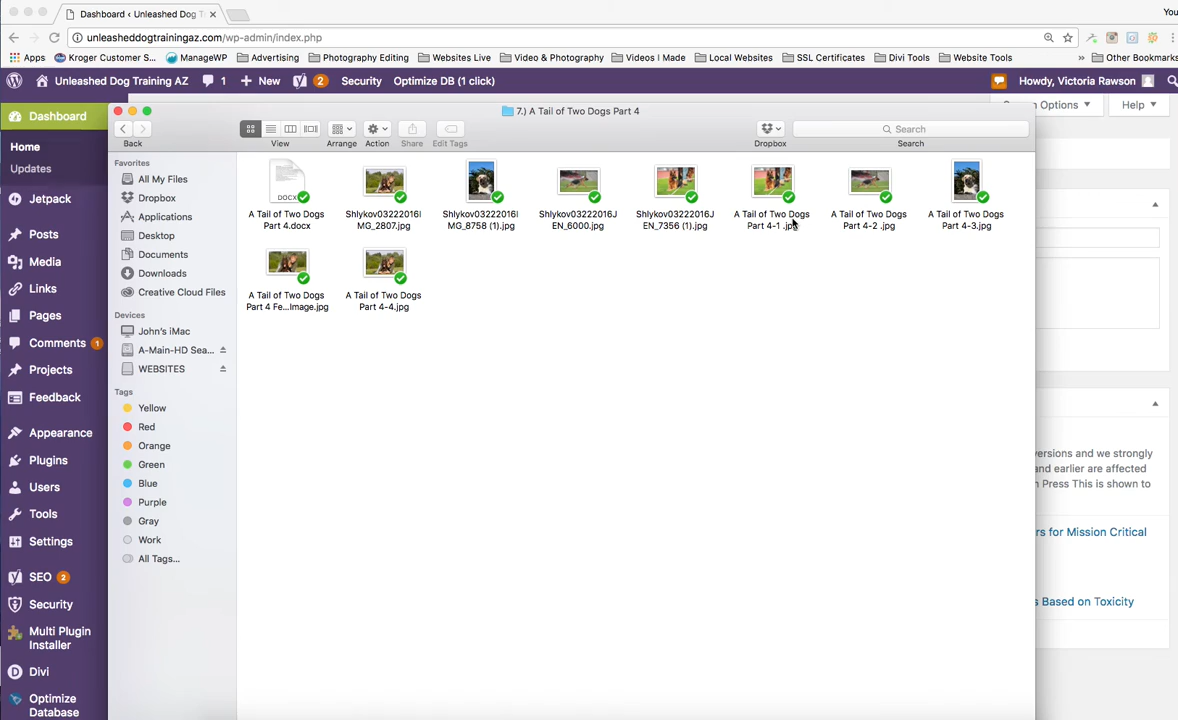 Dashboard ‹ Unleashed Dog T
You
unleasheddogtrainingaz.com/wp-admin/index.php
Apps Kroger Customer S... ManageWP Advertising Photography Editing Websites Live Video & Photography Videos I Made Local Websites SSL Certificates Divi Tools Website Tools » Other Bookmarks
Unleashed Dog Training AZ 1 + New 2 Security Optimize DB (1 click) Howdy, Victoria Rawson
Dashboard
Home
Updates
Jetpack
Posts
Media
Links
Pages
Comments 1
Projects
Feedback
Appearance
Plugins
Users
Tools
Settings
SEO 2
Security
Multi Plugin
Installer
Divi
Optimize
Database
Options
Help
7.) A Tail of Two Dogs Part 4
Search
Back
View
Arrange
Action
Share
Edit Tags
Dropbox
Search
Favorites
All My Files
Dropbox
Applications
Desktop
Documents
Downloads
Creative Cloud Files
Devices
John's iMac
A-Main-HD Sea...
WEBSITES
Tags
Yellow
Red
Orange
Green
Blue
Purple
Gray
Work
All Tags...
DOCX
A Tail of Two Dogs
Part 4.docx
Shlykov03222016I
MG_2807.jpg
Shlykov03222016I
MG_8758 (1).jpg
Shlykov03222016J
EN_6000.jpg
Shlykov03222016J
EN_7356 (1).jpg
A Tail of Two Dogs
Part 4-1 .jpg
A Tail of Two Dogs
Part 4-2 .jpg
A Tail of Two Dogs
Part 4-3.jpg
A Tail of Two Dogs
Part 4 Fe...Image.jpg
A Tail of Two Dogs
Part 4-4.jpg
ersions and we strongly
and earlier are affected
n Press This is shown to
rs for Mission Critical
s Based on Toxicity